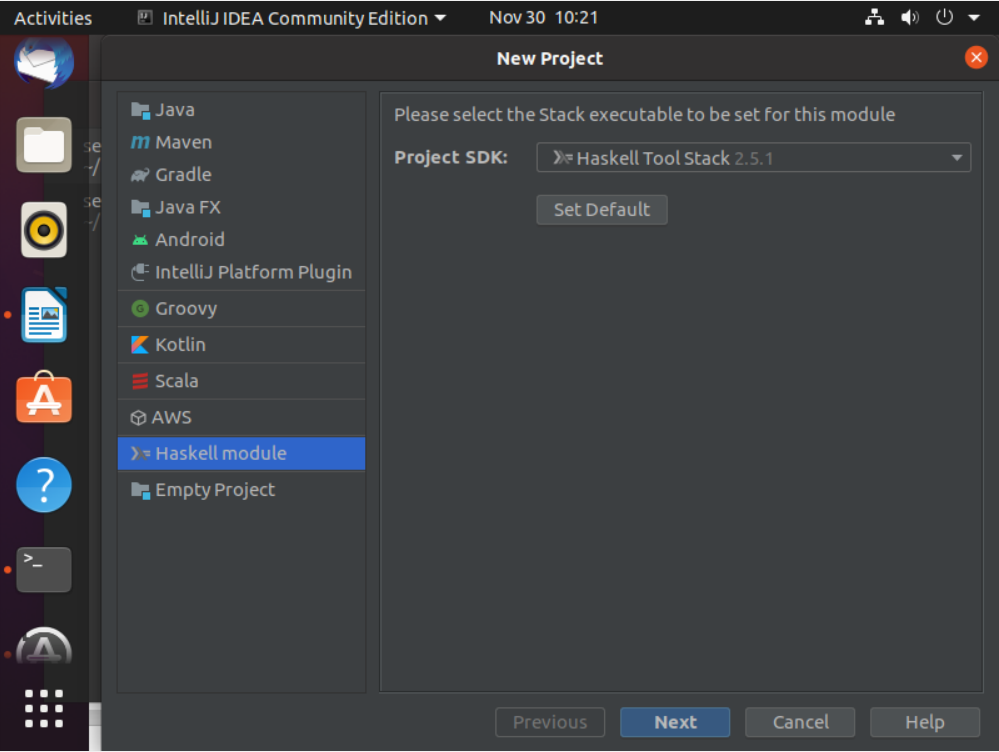 Activities
IntelliJ IDEA Community Edition
Nov 30 10:21
New Project
se
~/
se
~/
Java
Maven
Gradle
Java FX
Android
IntelliJ Platform Plugin
Groovy
Kotlin
Scala
AWS
Haskell module
Empty Project
Please select the Stack executable to be set for this module
Project SDK:
Haskell Tool Stack 2.5.1
Set Default
Previous
Next
Cancel
Help